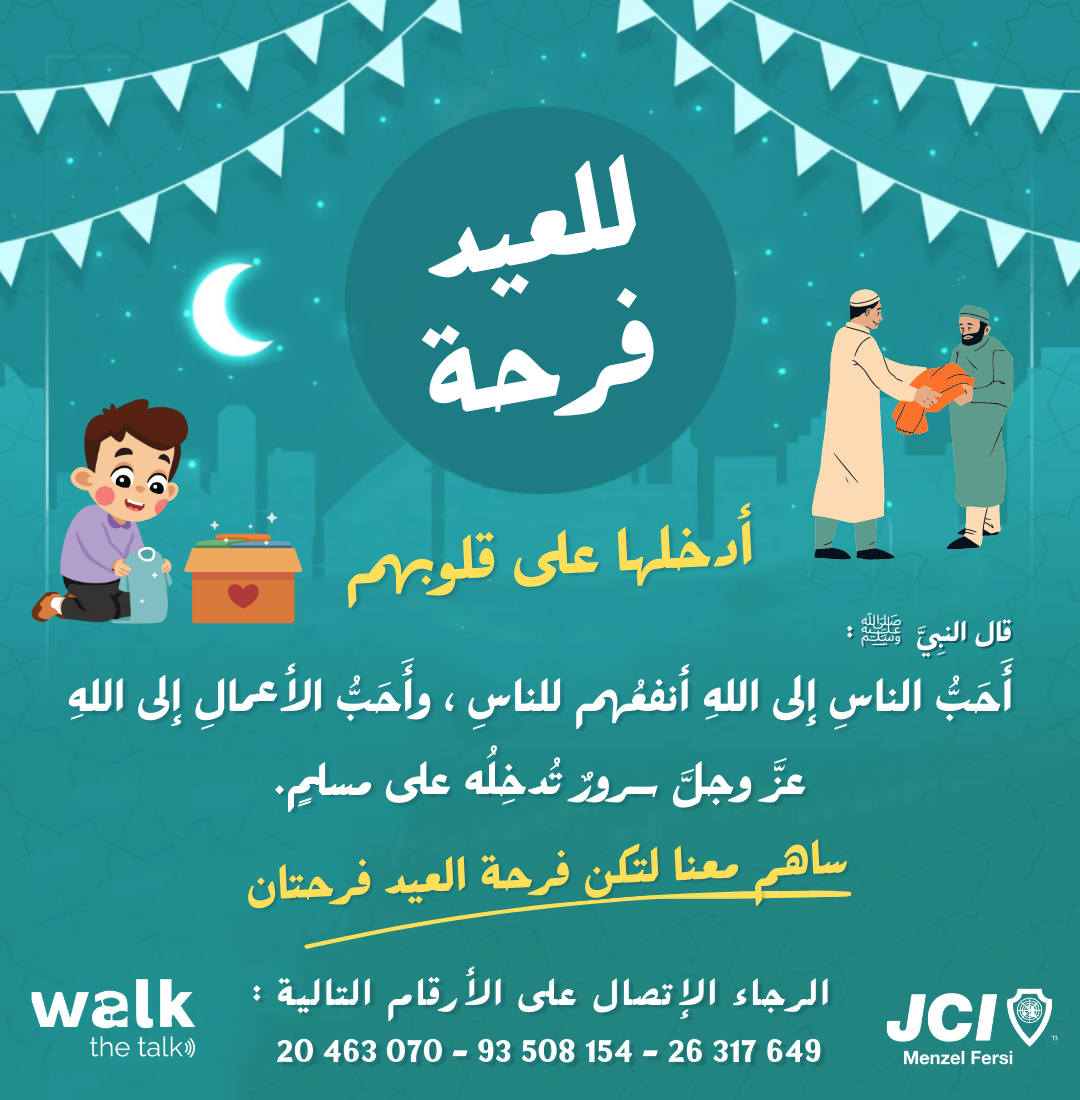 للعيد
فرحة
أدخلها على قلوبهم
قال النبيَّ ﷺ :
أَحَبُّ الناسِ إلى اللهِ أنفعُهم للناسِ ، وأَحَبُّ الأعمالِ إلى اللهِ
عزَّ وجلَّ سرورٌ تُدخِلُه على مسلمٍ.
ساهم معنا لتكن فرحة العيد فرحتان
الرجاء الإتصال على الأرقام التالية :
20 463 070 - 93 508 154 - 26 317 649
walk
the talk
JCI
Menzel Fersi